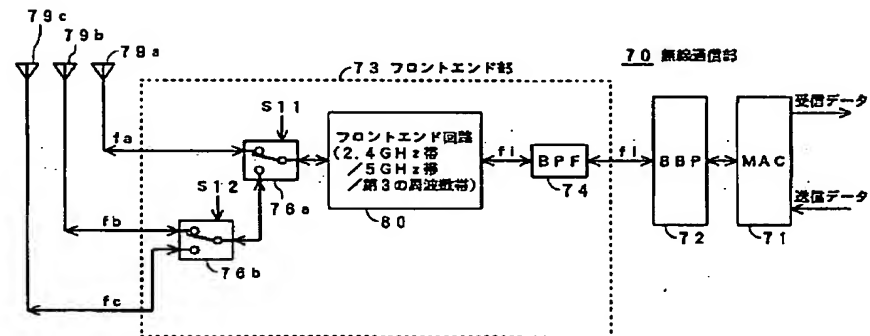 79c
79b
79a
73 フロントエンド部
70 無線通信部
S11
受信データ
fa
フロントエンド回路
(2.4GHz帯
/5GHz帯
/第3の周波数帯)
fi
BPF
fi
BBP
MAC
S12
76a
74
送信データ
80
72
71
fb
76b
fc